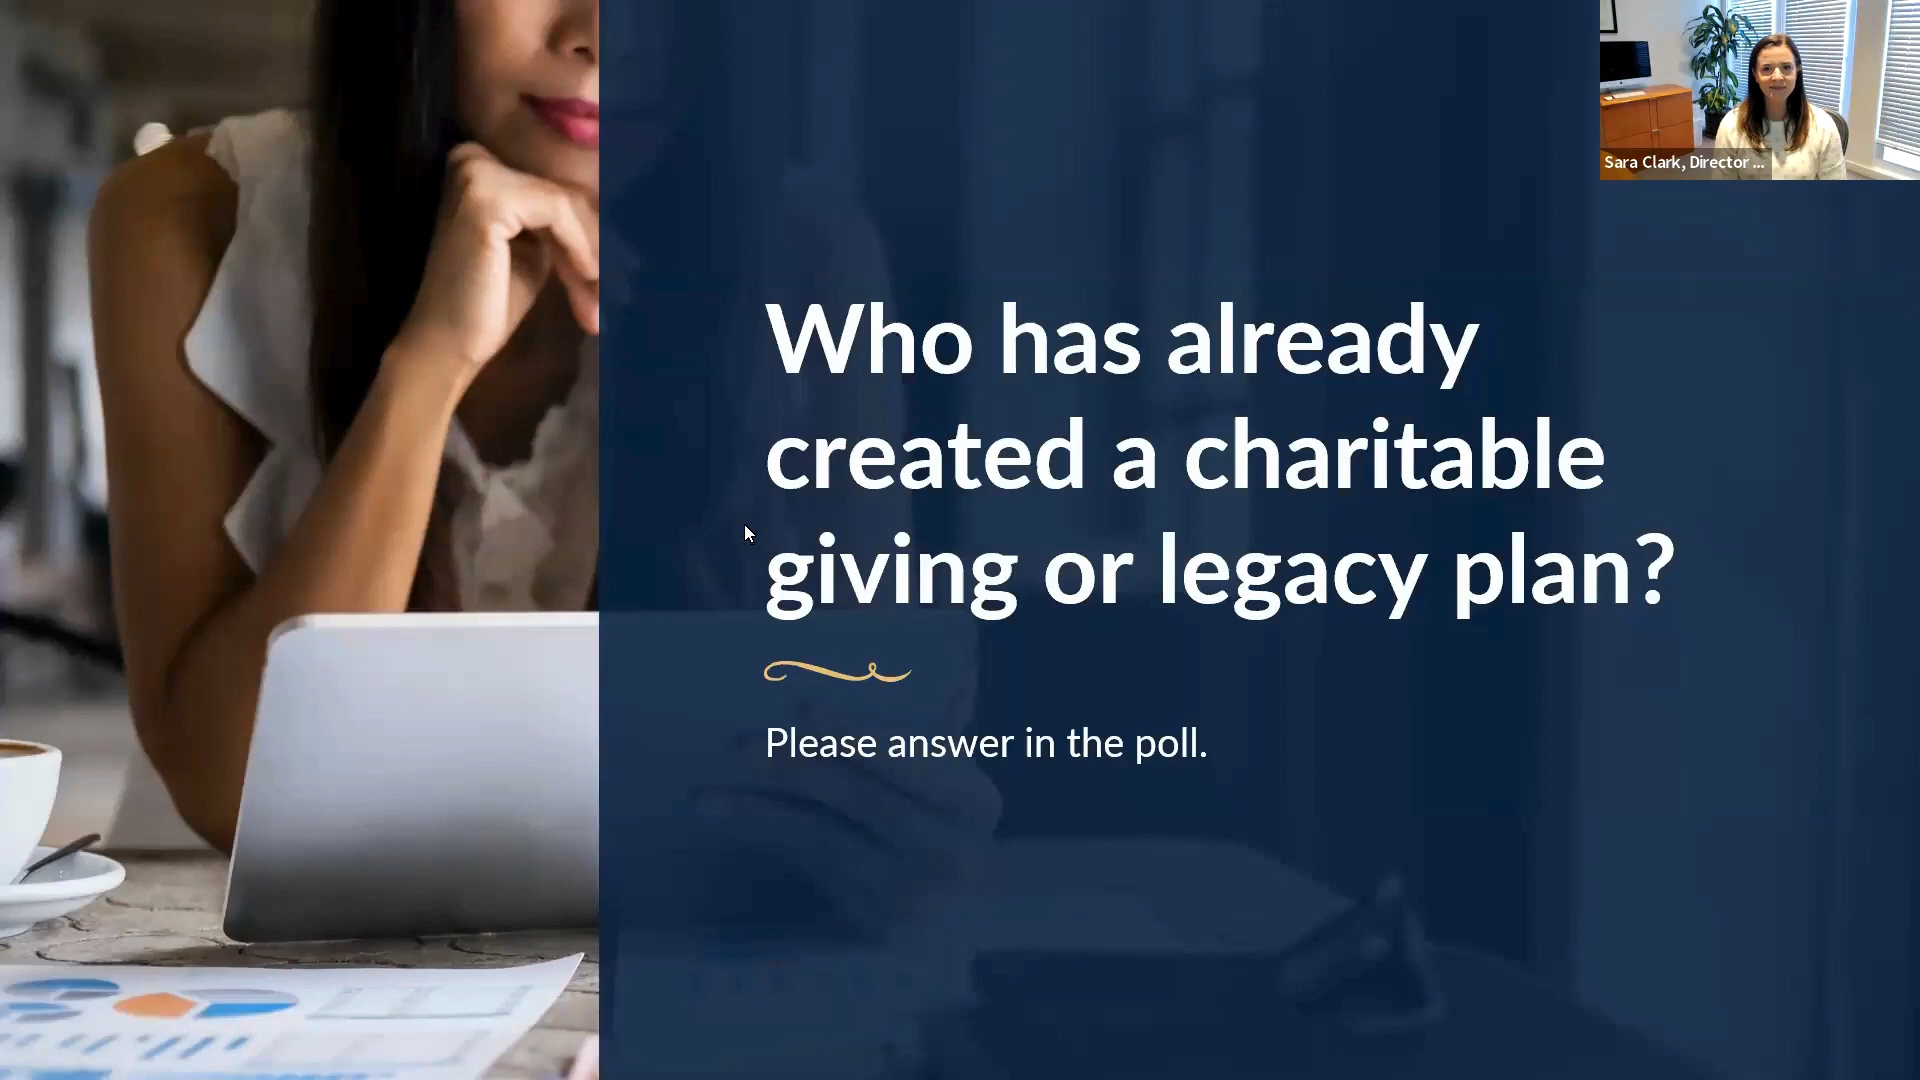 Sara Clark, Director ...
Who has already
created a charitable
giving or legacy plan?
Please answer in the poll.